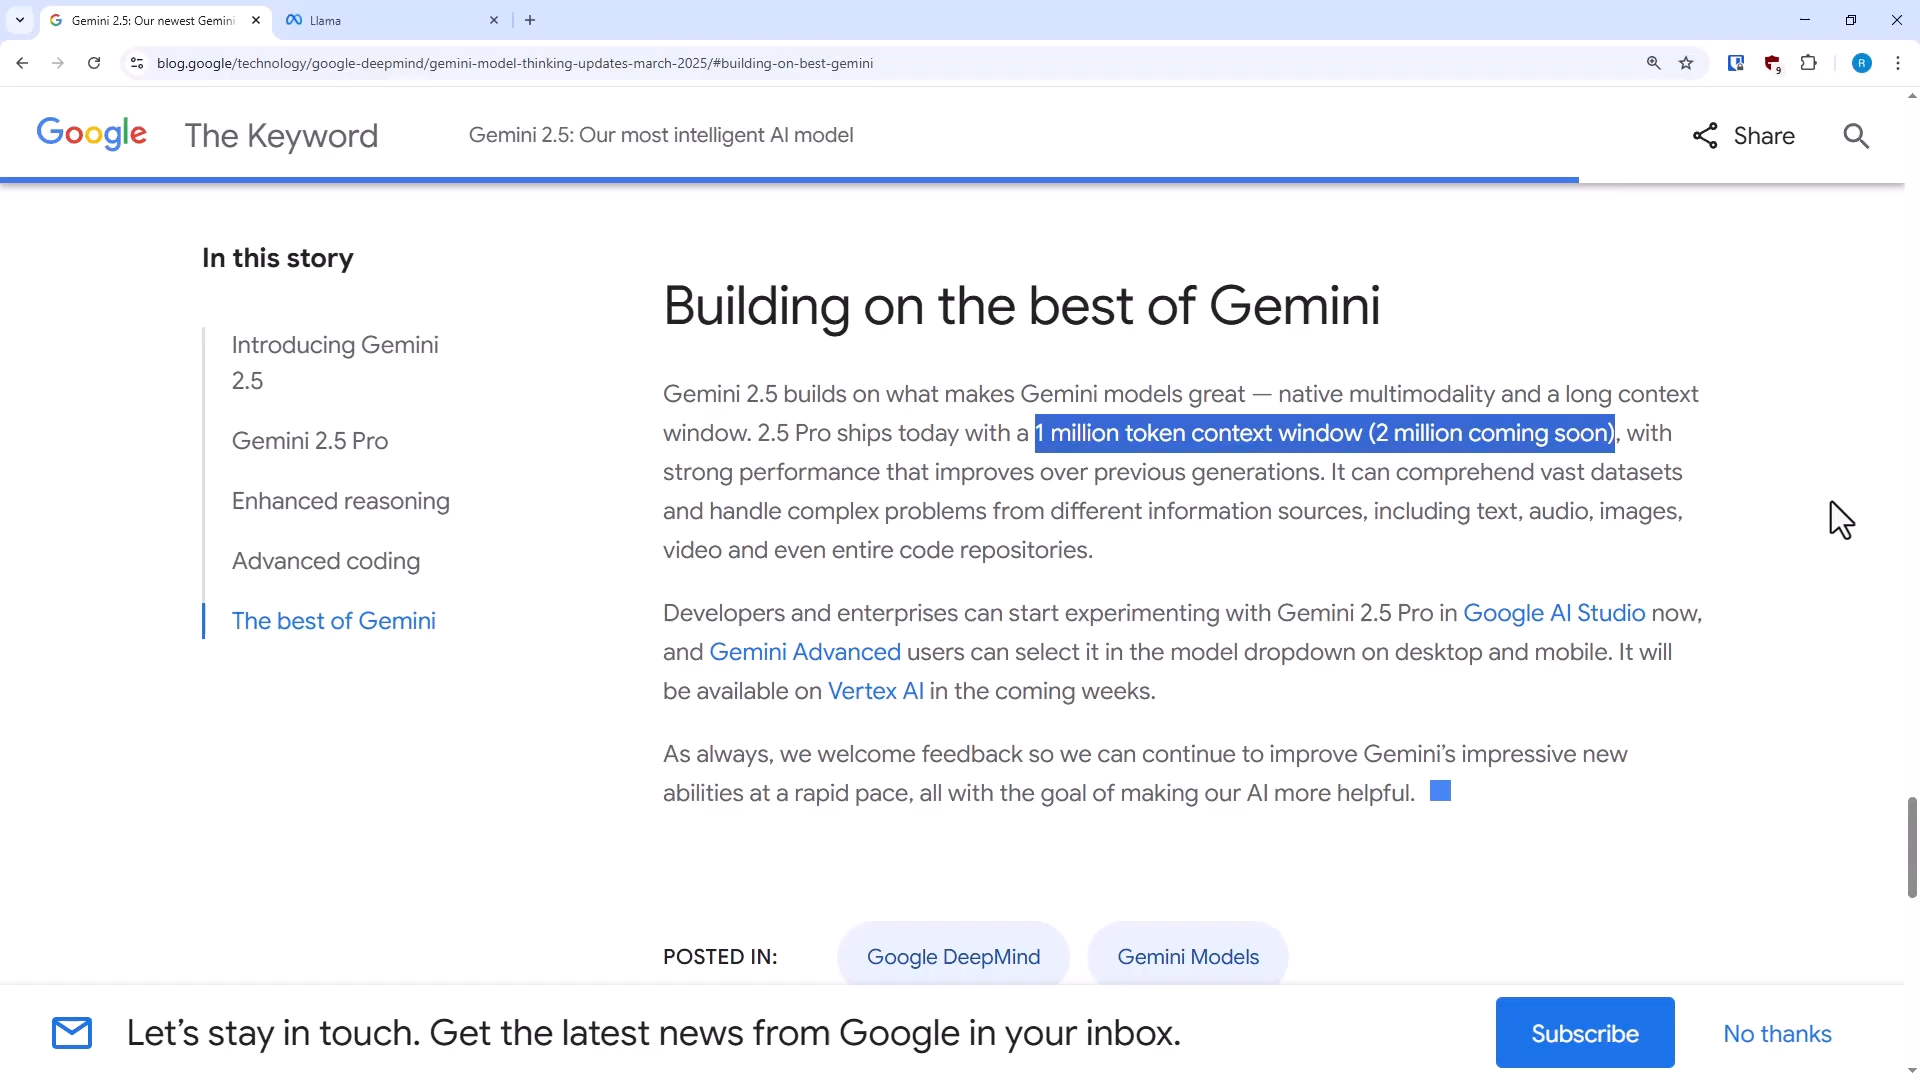 Gemini 2.5: Our newest Gemini
Llama
blog.google/technology/google-deepmind/gemini-model-thinking-updates-march-2025/#building-on-best-gemini
9
R
Google The Keyword
Gemini 2.5: Our most intelligent AI model
Share
In this story
Introducing Gemini
2.5
Gemini 2.5 Pro
Enhanced reasoning
Advanced coding
The best of Gemini
Building on the best of Gemini
Gemini 2.5 builds on what makes Gemini models great — native multimodality and a long context
window. 2.5 Pro ships today with a 1 million token context window (2 million coming soon), with
strong performance that improves over previous generations. It can comprehend vast datasets
and handle complex problems from different information sources, including text, audio, images,
video and even entire code repositories.
Developers and enterprises can start experimenting with Gemini 2.5 Pro in Google AI Studio now,
and Gemini Advanced users can select it in the model dropdown on desktop and mobile. It will
be available on Vertex AI in the coming weeks.
As always, we welcome feedback so we can continue to improve Gemini’s impressive new
abilities at a rapid pace, all with the goal of making our AI more helpful.
POSTED IN:
Google DeepMind
Gemini Models
Let’s stay in touch. Get the latest news from Google in your inbox.
Subscribe
No thanks